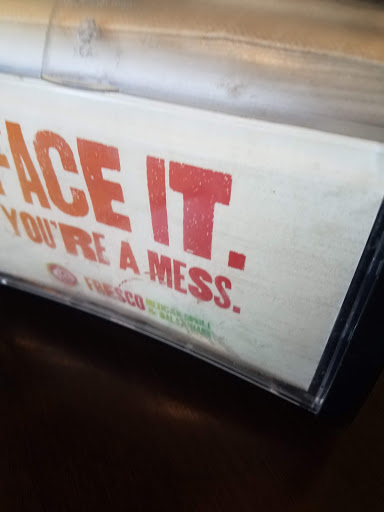 FACE IT.
YOU'RE A MESS.
FRESCO